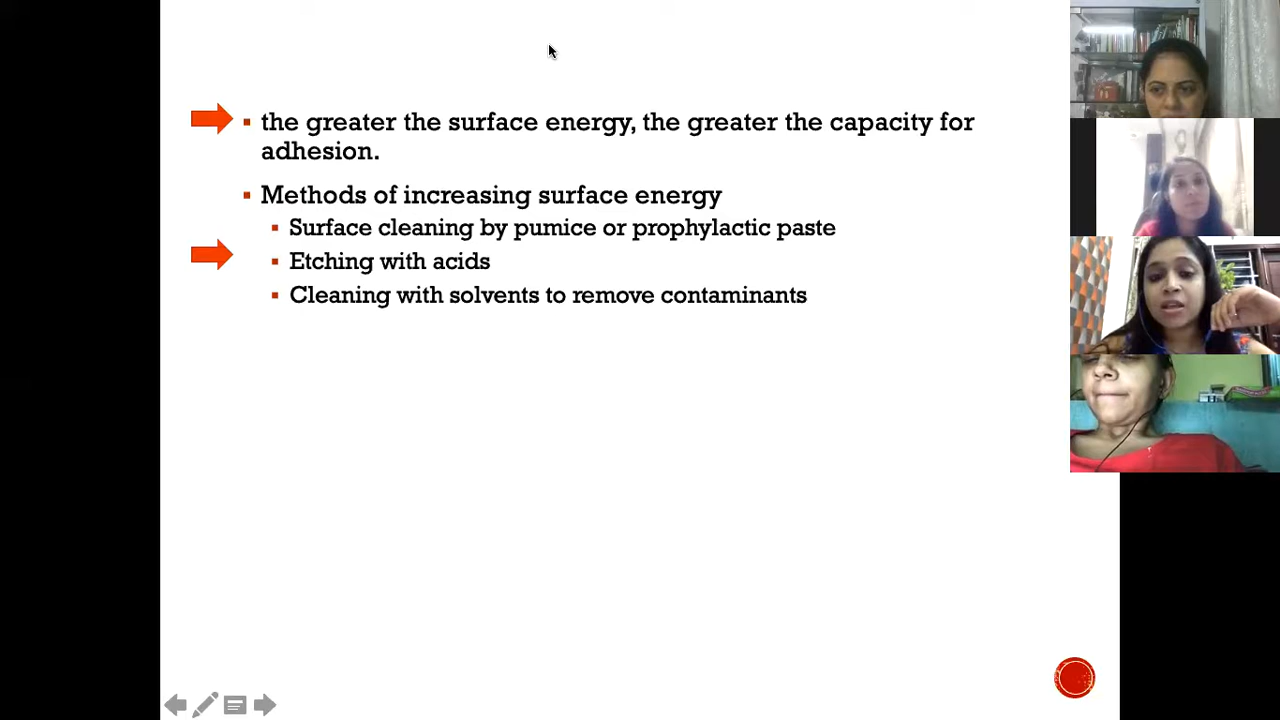 the greater the surface energy, the greater the capacity for
adhesion.
Methods of increasing surface energy
Surface cleaning by pumice or prophylactic paste
Etching with acids
Cleaning with solvents to remove contaminants